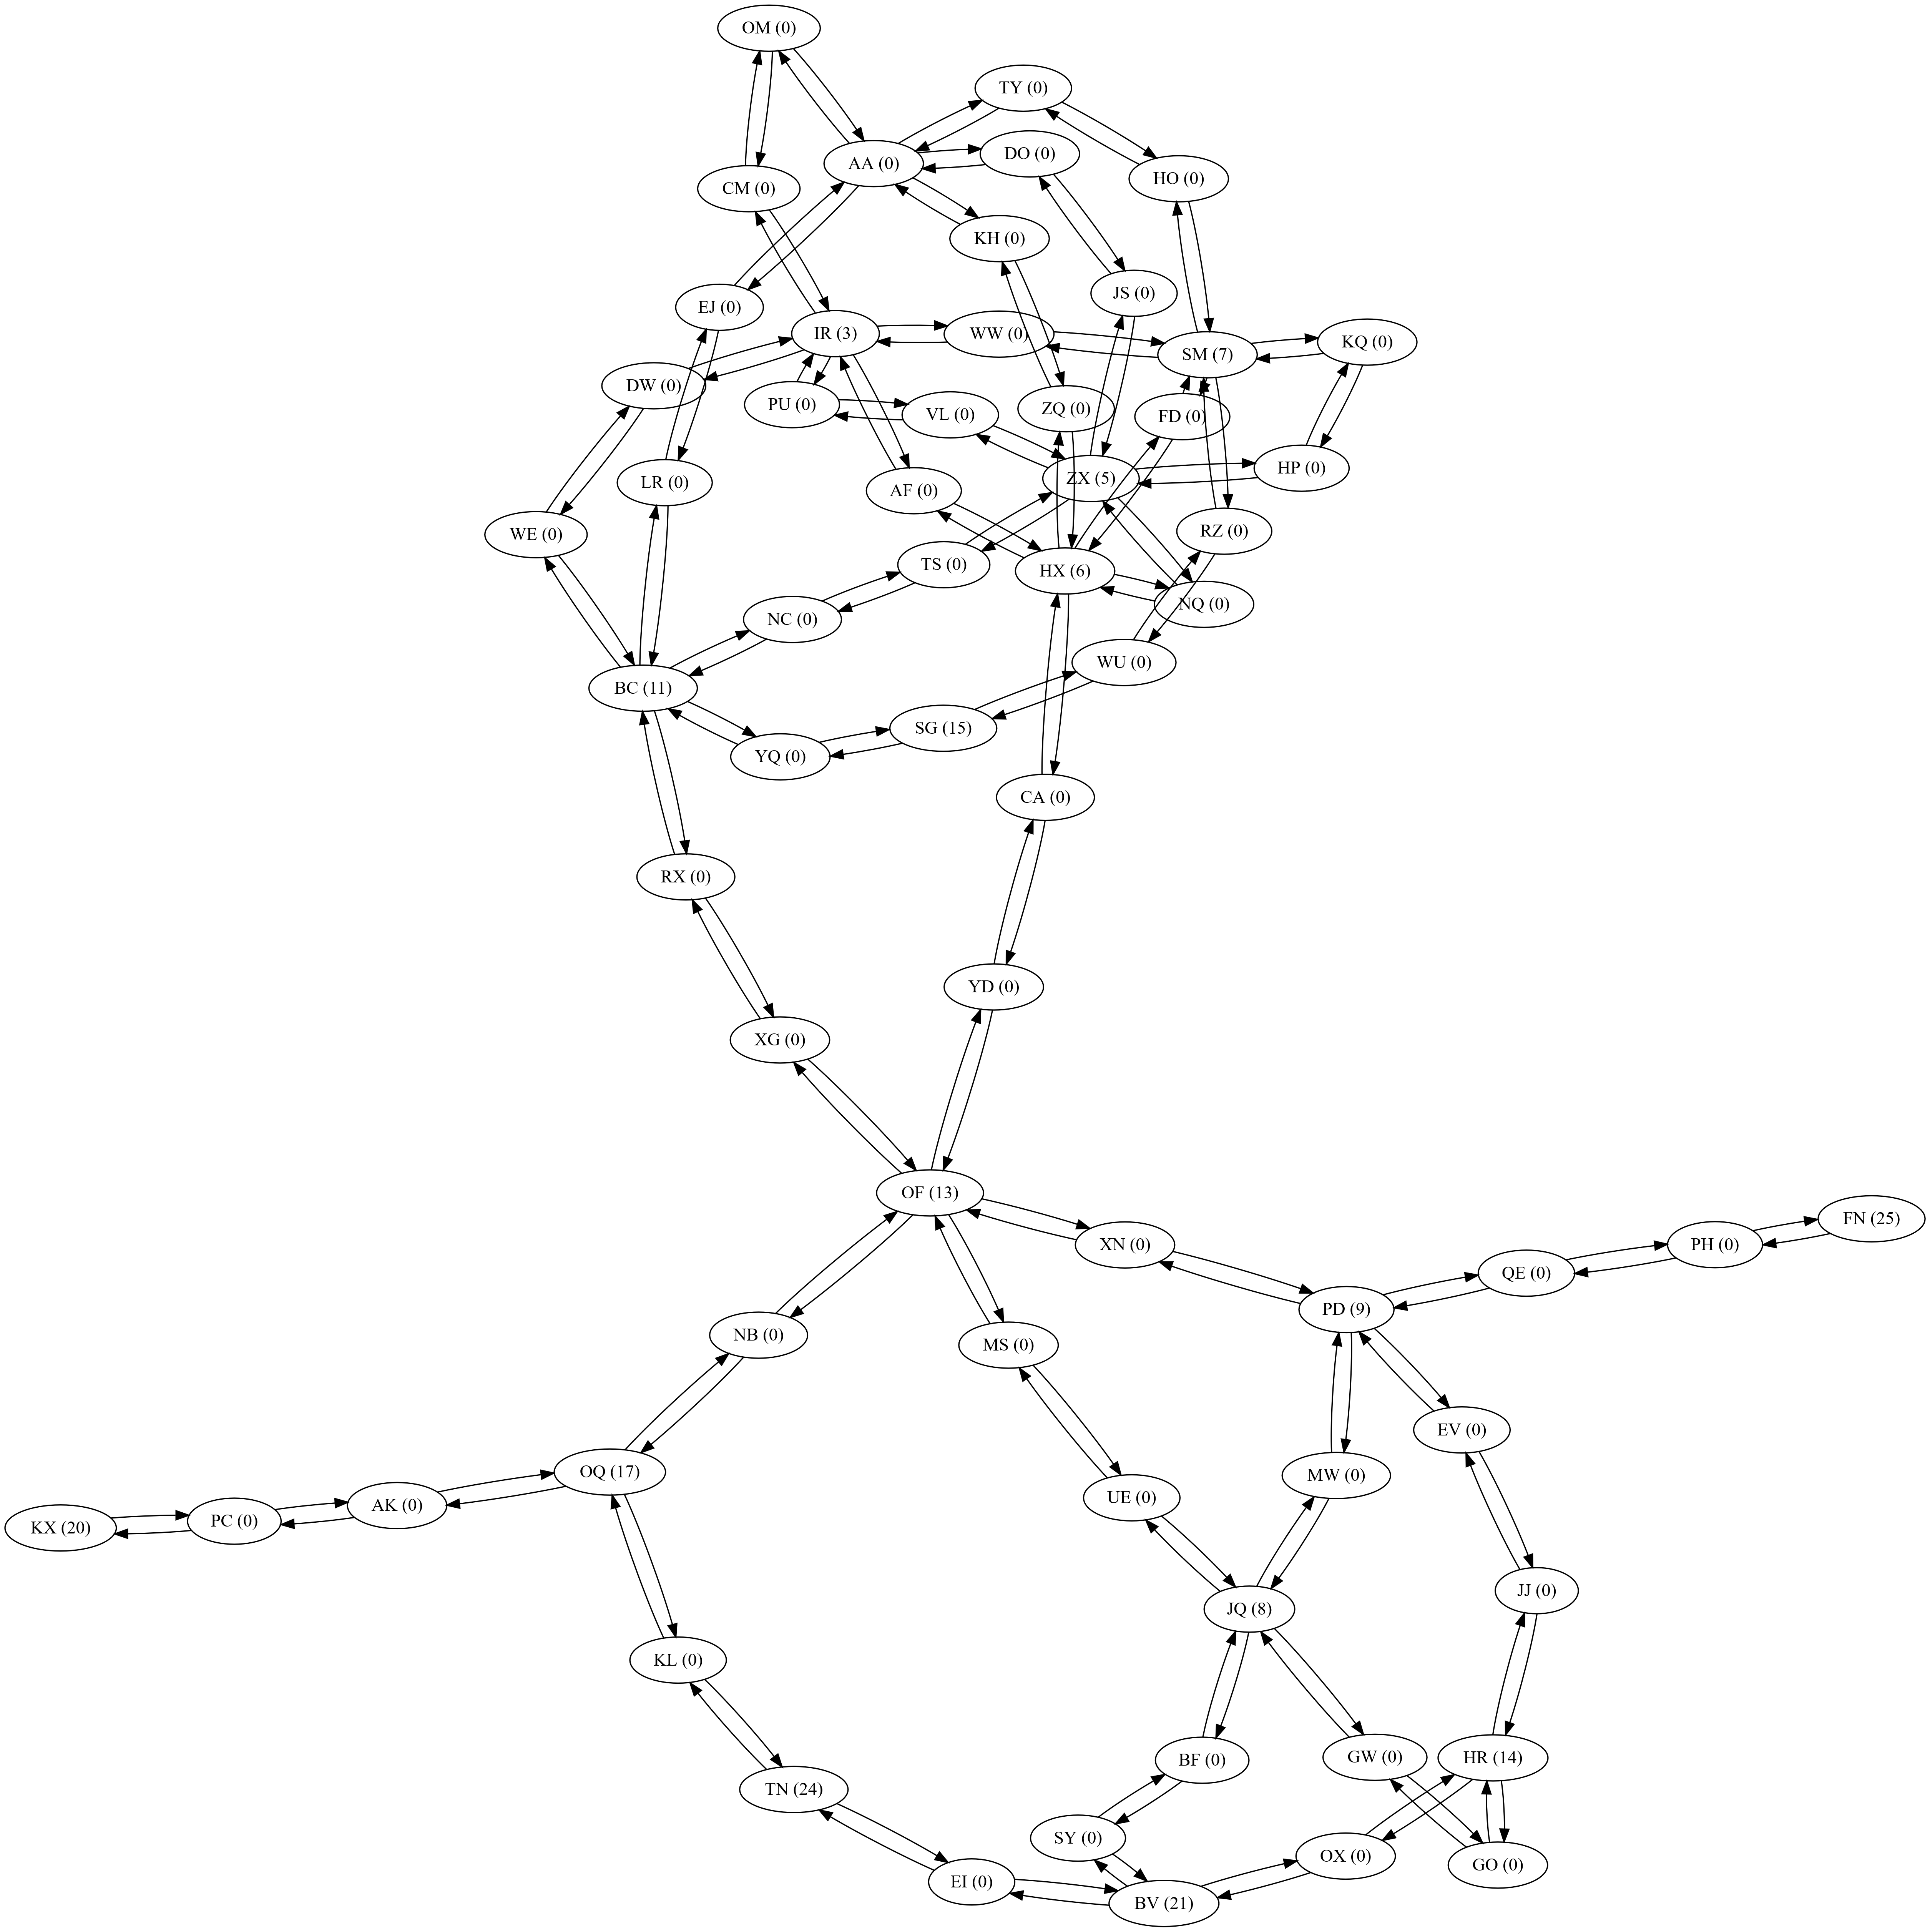 OM (0)
TY (0)
DO (0)
AA (0)
HO (0)
CM (0)
KH (0)
JS (0)
EJ (0)
IR (3)
WW (0)
KQ (0)
SM (7)
DW (0)
PU (0)
ZQ (0)
VL (0)
FD (0)
HP (0)
ZX (5)
LR (0)
AF (0)
RZ (0)
WE (0)
TS (0)
HX (6)
NQ (0)
NC (0)
WU (0)
BC (11)
SG (15)
YQ (0)
CA (0)
RX (0)
YD (0)
XG (0)
OF (13)
FN (25)
XN (0)
PH (0)
QE (0)
PD (9)
NB (0)
MS (0)
EV (0)
OQ (17)
MW (0)
UE (0)
AK (0)
PC (0)
KX (20)
JJ (0)
JQ (8)
KL (0)
GW (0)
HR (14)
BF (0)
TN (24)
SY (0)
OX (0)
GO (0)
EI (0)
BV (21)